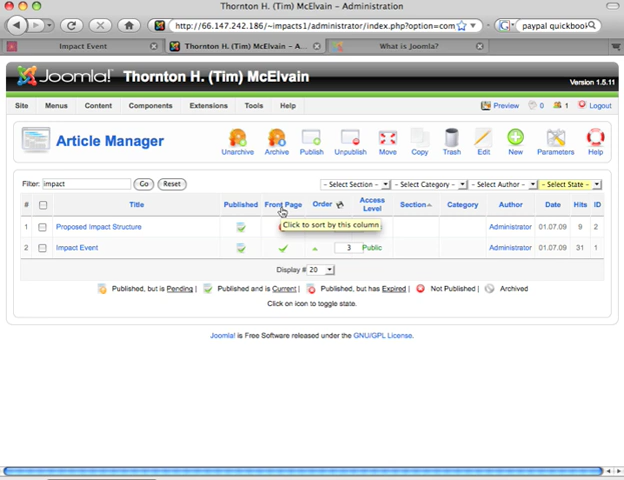 Thornton H. (Tim) McElvain - Administration
http://66.147.242.186/~impacts1/administrator/index.php?option=com
paypal quickbook
Impact Event
Thornton H. (Tim) McElvain - A...
What is Joomla?
Joomla! Thornton H. (Tim) McElvain
Version 1.5.11
Site Menus Content Components Extensions Tools Help
Preview 0 1 Logout
Article Manager
Unarchive Archive Publish Unpublish Move Copy Trash Edit New Parameters Help
Filter: impact Go Reset
- Select Section - - Select Category - - Select Author - - Select State -
# Title Published Front Page Order Access Level Section Category Author Date Hits ID
1 Proposed Impact Structure Administrator 01.07.09 9 2
Click to sort by this column
2 Impact Event 3 Public Administrator 01.07.09 31 1
Display # 20
Published, but is Pending Published and is Current Published, but has Expired Not Published Archived
Click on icon to toggle state.
Joomla! is Free Software released under the GNU/GPL License.